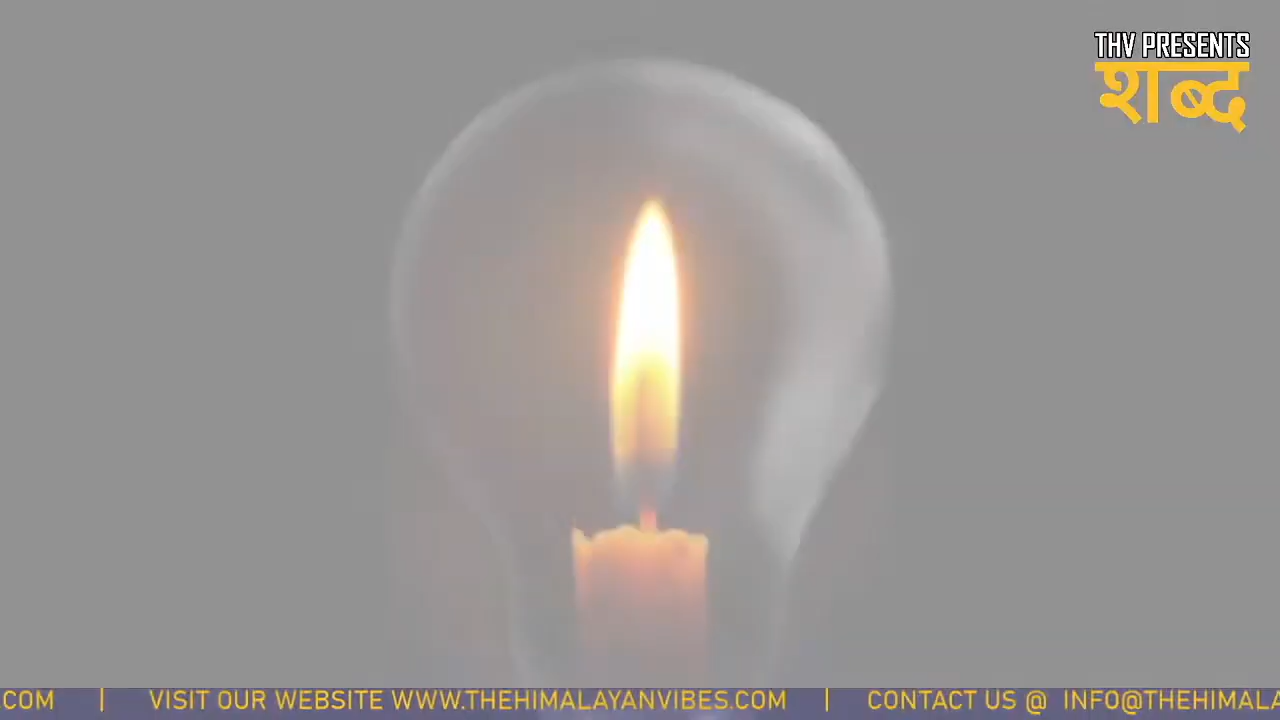 THV PRESENTS
शब्द
.COM | VISIT OUR WEBSITE WWW.THEHIMALAYANVIBES.COM | CONTACT US @ INFO@THEHIMALA